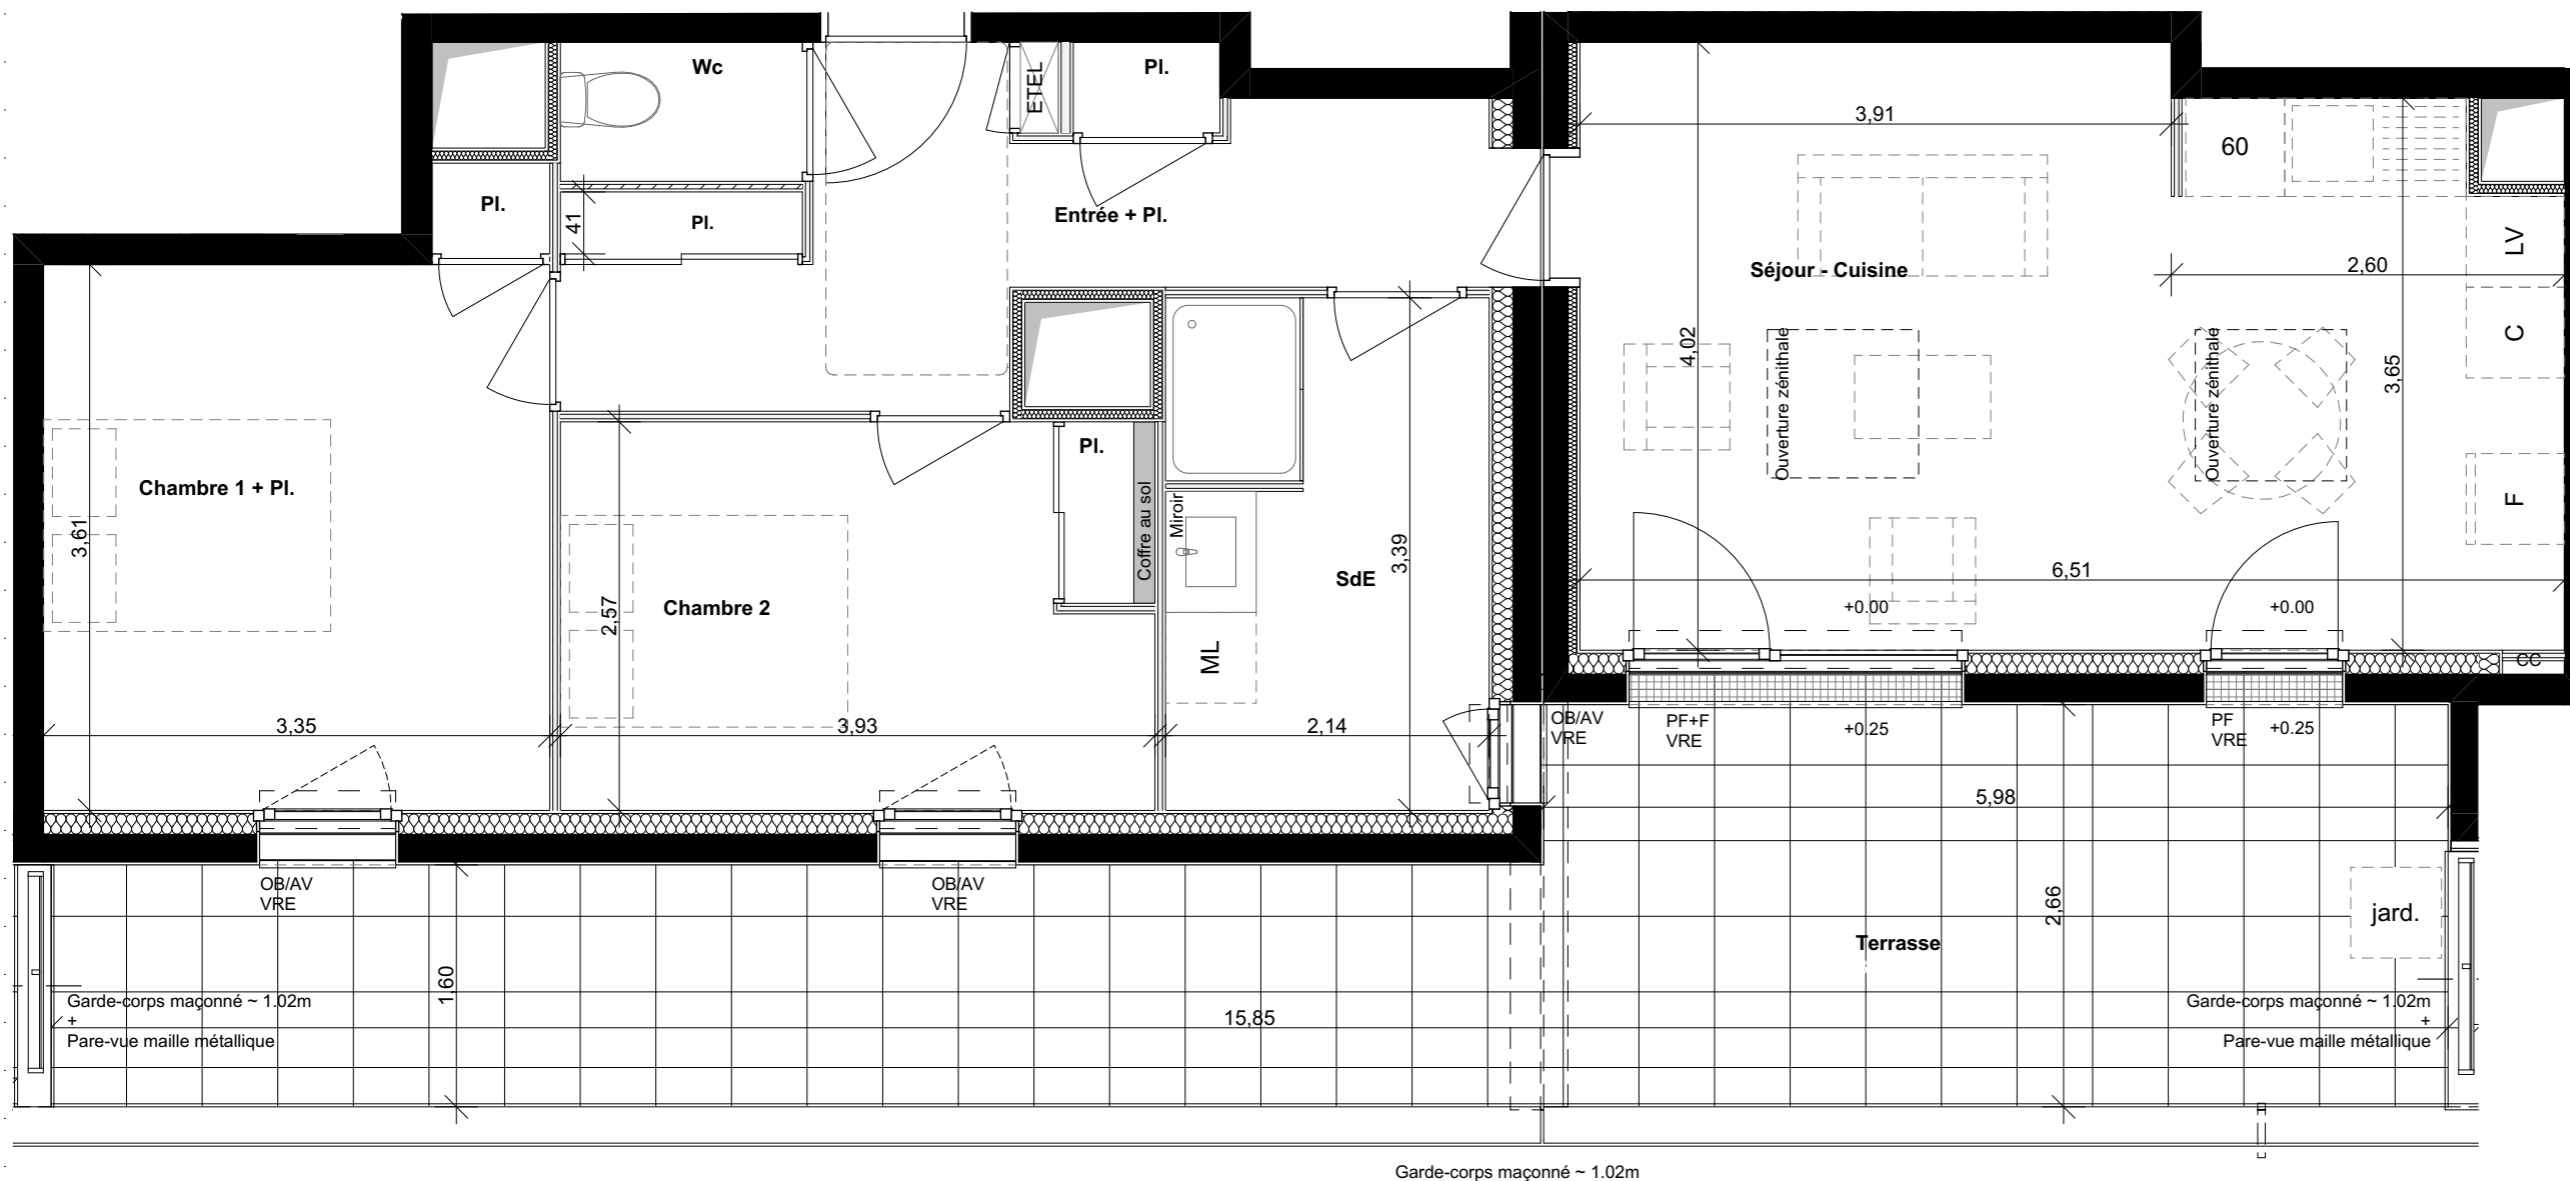 Wc
ETEL
Pl.
3,91
60
Pl.
41
Pl.
Entrée + Pl.
Séjour - Cuisine
2,60
LV
4,02
Ouverture zénithale
Ouverture zénithale
3,65
C
Pl.
Chambre 1 + Pl.
3,61
Coffre au sol
Miroir
F
3,39
SdE
6,51
Chambre 2
2,57
+0.00
+0.00
ML
CC
3,35
3,93
2,14
OB/AV
VRE
PF+F
VRE
+0.25
PF
VRE
+0.25
5,98
OB/AV
VRE
OB/AV
VRE
2,66
jard.
Terrasse
1,60
Garde-corps maçonné ~ 1.02m
+
Pare-vue maille métallique
15,85
Garde-corps maçonné ~ 1.02m
+
Pare-vue maille métallique
Garde-corps maçonné ~ 1.02m